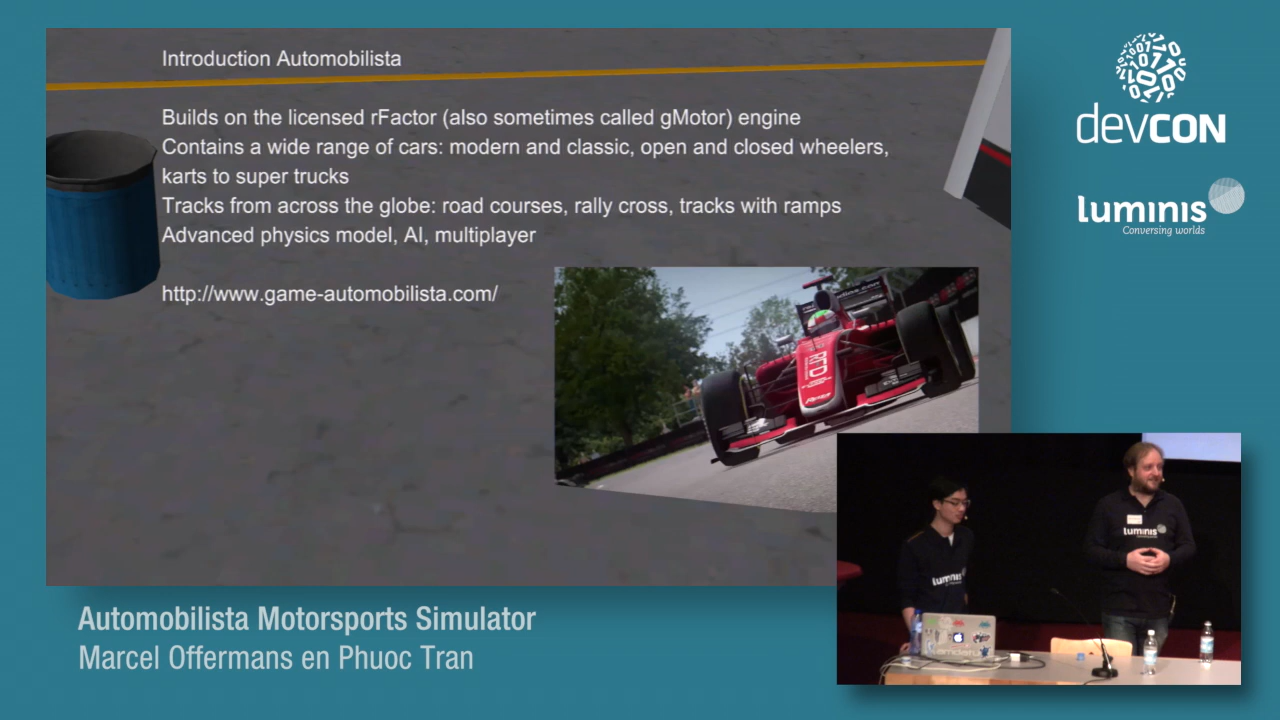 Introduction Automobilista
Builds on the licensed rFactor (also sometimes called gMotor) engine
Contains a wide range of cars: modern and classic, open and closed wheelers,
karts to super trucks
Tracks from across the globe: road courses, rally cross, tracks with ramps
Advanced physics model, AI, multiplayer
http://www.game-automobilista.com/
devCON
luminis
Conversing worlds
luminis
luminis
amdatu
Automobilista Motorsports Simulator
Marcel Offermans en Phuoc Tran